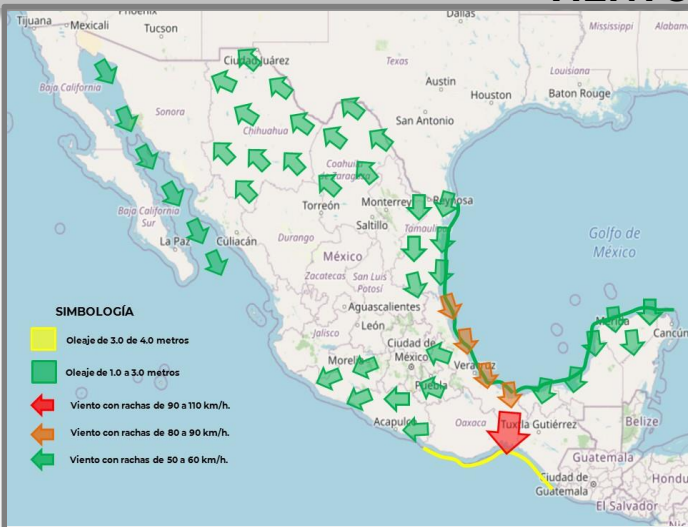 Tijuana
Mexicali
Tucson
Dallas
Mississippi
Ciudad Juárez
Texas
Baja California
Louisiana
Austin
Baton Rouge
Houston
Sonora
San Antonio
Chihuahua
Coahuila
de Zaragoza
Monterrey
Reynosa
Torreón
Baja California
Sur
Saltillo
La Paz
Culiacán
Durango
Golfo de
México
México
Zacatecas
San Luis
Potosí
SIMBOLOGÍA
Aguascalientes
Cancún
León
Jalisco
Oleaje de 3.0 de 4.0 metros
Ciudad de
México
Veracruz
Oleaje de 1.0 a 3.0 metros
Puebla
Viento con rachas de 90 a 110 km/h.
Acapulco
Oaxaca
Tuxtla Gutiérrez
Belize
Viento con rachas de 80 a 90 km/h.
Viento con rachas de 50 a 60 km/h.
Guatemala
Ciudad de
Guatemala
El Salvador